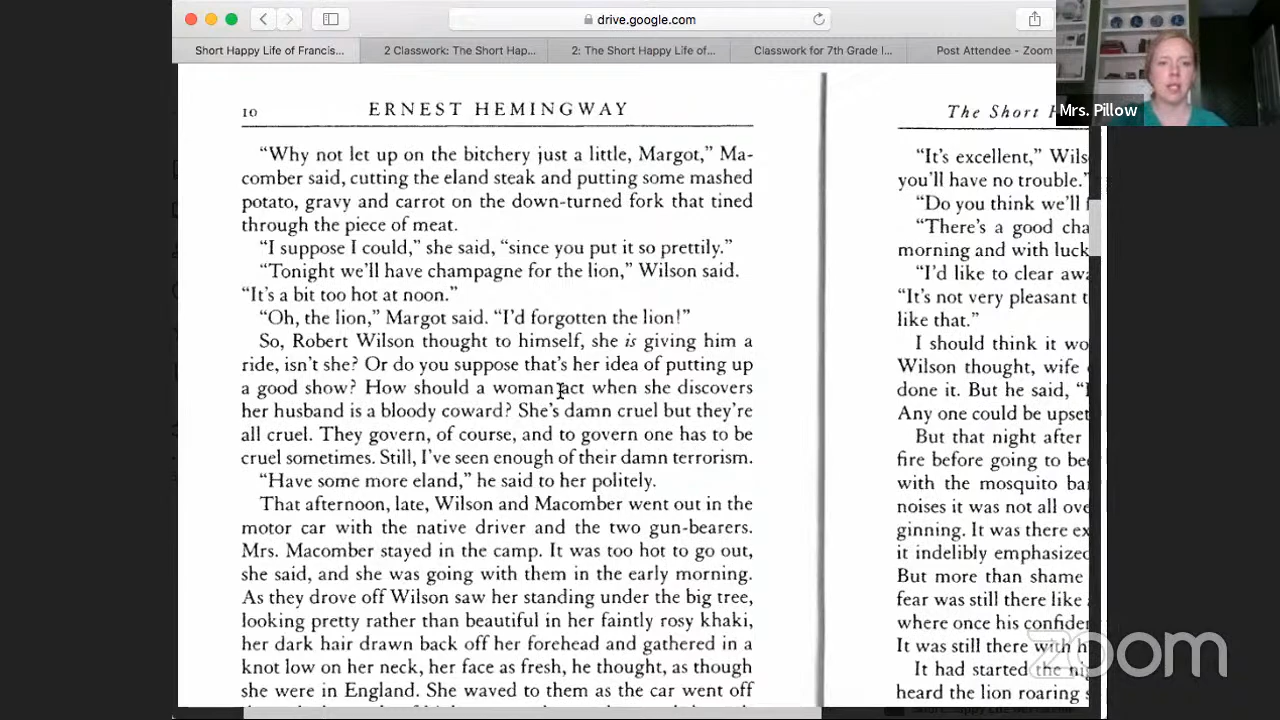 drive.google.com
Short Happy Life of Francis...
2 Classwork: The Short Hap...
2: The Short Happy Life of...
Classwork for 7th Grade I...
Post Attendee - Zoom
Mrs. Pillow
10 ERNEST HEMINGWAY
“Why not let up on the bitchery just a little, Margot,” Ma-
comber said, cutting the eland steak and putting some mashed
potato, gravy and carrot on the down-turned fork that tined
through the piece of meat.
“I suppose I could,” she said, “since you put it so prettily.”
“Tonight we’ll have champagne for the lion,” Wilson said.
“It’s a bit too hot at noon.”
“Oh, the lion,” Margot said. “I’d forgotten the lion!”
So, Robert Wilson thought to himself, she is giving him a
ride, isn’t she? Or do you suppose that’s her idea of putting up
a good show? How should a woman act when she discovers
her husband is a bloody coward? She’s damn cruel but they’re
all cruel. They govern, of course, and to govern one has to be
cruel sometimes. Still, I’ve seen enough of their damn terrorism.
“Have some more eland,” he said to her politely.
That afternoon, late, Wilson and Macomber went out in the
motor car with the native driver and the two gun-bearers.
Mrs. Macomber stayed in the camp. It was too hot to go out,
she said, and she was going with them in the early morning.
As they drove off Wilson saw her standing under the big tree,
looking pretty rather than beautiful in her faintly rosy khaki,
her dark hair drawn back off her forehead and gathered in a
knot low on her neck, her face as fresh, he thought, as though
she were in England. She waved to them as the car went off
The Short H
“It’s excellent,” Wils
you’ll have no trouble.”
“Do you think we’ll f
“There’s a good cha
morning and with luck
“I’d like to clear awa
“It’s not very pleasant t
like that.”
I should think it wo
Wilson thought, wife
done it. But he said, “
Any one could be upset
But that night after
fire before going to be
with the mosquito ba
noises it was not all ove
ginning. It was there ex
it indelibly emphasized
But more than shame
fear was still there like
where once his confide
It was still there with h
It had started the ni
heard the lion roaring s
zoom